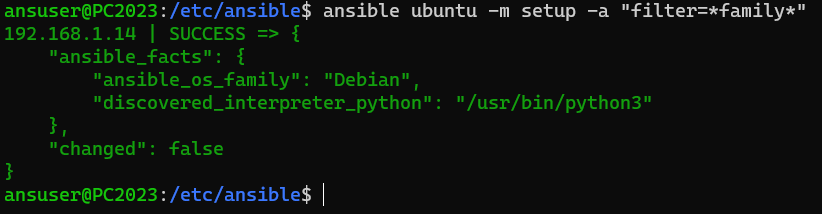 ansuser@PC2023:/etc/ansible$ ansible ubuntu -m setup -a "filter=*family*"
192.168.1.14 | SUCCESS => {
    "ansible_facts": {
        "ansible_os_family": "Debian",
        "discovered_interpreter_python": "/usr/bin/python3"
    },
    "changed": false
}
ansuser@PC2023:/etc/ansible$